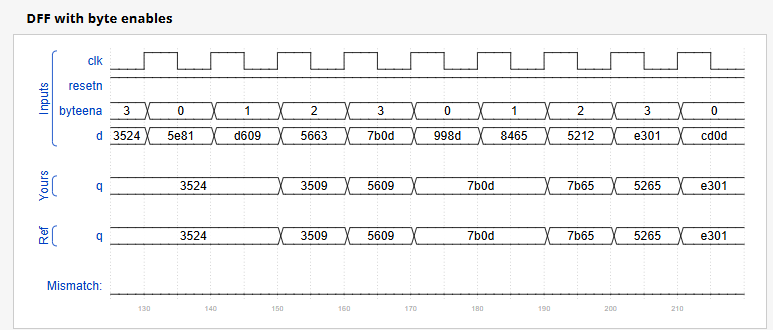 DFF with byte enables
Inputs
clk
resetn
byteena 3 0 1 2 3 0 1 2 3 0
d 3524 5e81 d609 5663 7b0d 998d 8465 5212 e301 cd0d
Yours
q 3524 3509 5609 7b0d 7b65 5265 e301
Ref
q 3524 3509 5609 7b0d 7b65 5265 e301
Mismatch:
130 140 150 160 170 180 190 200 210